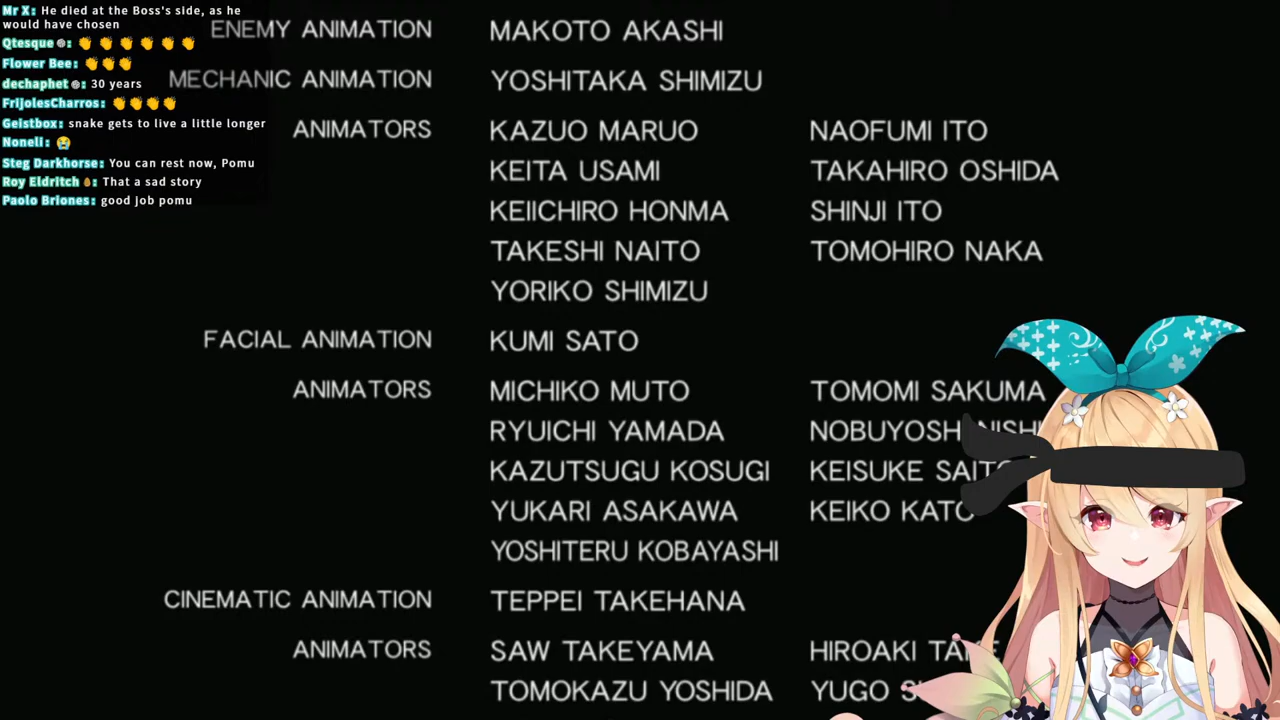 Mr X: He died at the Boss's side, as he
would have chosen
Qtesque: 👏 👏 👏 👏 👏 👏
Flower Bee: 👏👏👏
dechaphet: 30 years
FrijolesCharros: 👏👏👏👏
Geistbox: snake gets to live a little longer
Noneli: 😭
Steg Darkhorse: You can rest now, Pomu
Roy Eldritch: That a sad story
Paolo Briones: good job pomu
ENEMY ANIMATION MAKOTO AKASHI
MECHANIC ANIMATION YOSHITAKA SHIMIZU
ANIMATORS KAZUO MARUO NAOFUMI ITO
KEITA USAMI TAKAHIRO OSHIDA
KEIICHIRO HONMA SHINJI ITO
TAKESHI NAITO TOMOHIRO NAKA
YORIKO SHIMIZU
FACIAL ANIMATION KUMI SATO
ANIMATORS MICHIKO MUTO TOMOMI SAKUMA
RYUICHI YAMADA
KAZUTSUGU KOSUGI KEISUKE SAITO
YUKARI ASAKAWA KEIKO KATO
YOSHITERU KOBAYASHI
CINEMATIC ANIMATION TEPPEI TAKEHANA
ANIMATORS SAW TAKEYAMA HIROAKI
TOMOKAZU YOSHIDA YUGO